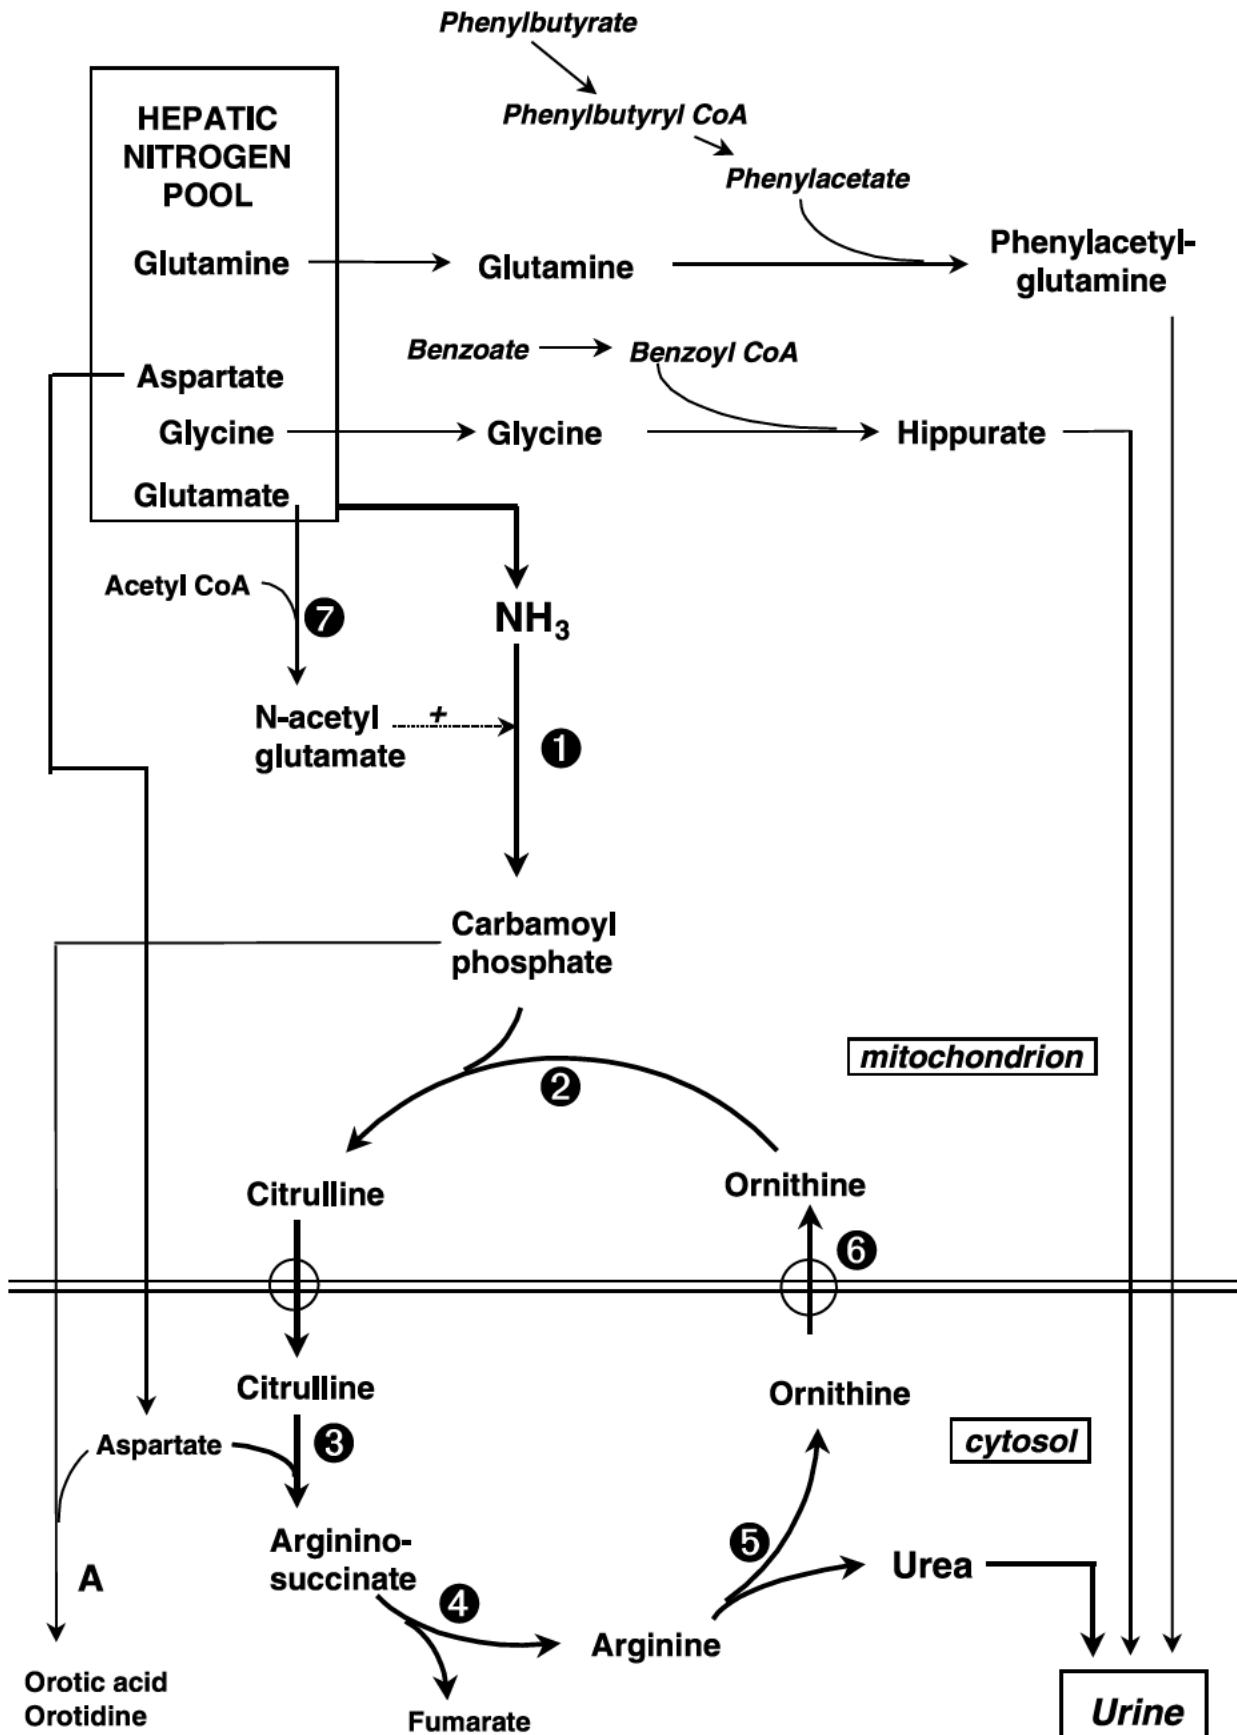 Phenylbutyrate
HEPATIC
NITROGEN
POOL
Phenylbutyryl CoA
Phenylacetate
Glutamine
Glutamine
Phenylacetyl-
glutamine
Benzoate
Benzoyl CoA
Aspartate
Glycine
Glycine
Hippurate
Glutamate
Acetyl CoA
7
NH₃
N-acetyl
glutamate
+
1
Carbamoyl
phosphate
mitochondrion
2
Citrulline
Ornithine
6
Citrulline
Ornithine
Aspartate
3
cytosol
Arginino-
succinate
A
4
5
Urea
Arginine
Orotic acid
Orotidine
Fumarate
Urine